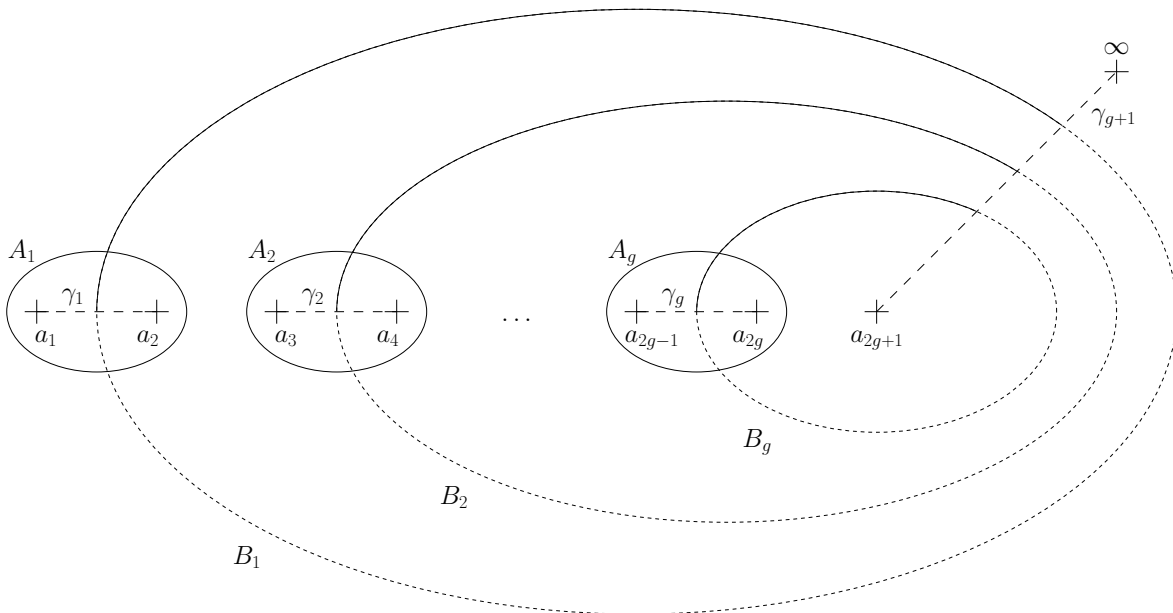 ∞
γ_{g+1}
A_1 A_2 A_g
γ_1 γ_2 γ_g
a_1 a_2 a_3 a_4 … a_{2g−1} a_{2g} a_{2g+1}
B_g
B_2
B_1